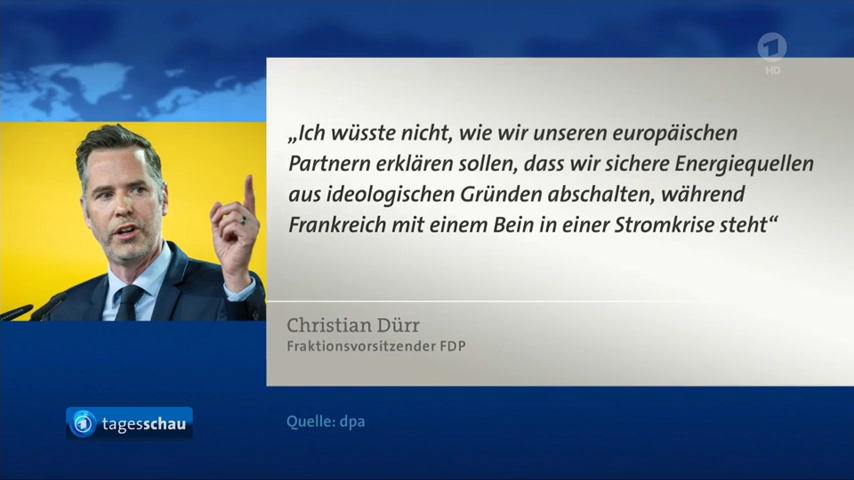 1
HD
„Ich wüsste nicht, wie wir unseren europäischen
Partnern erklären sollen, dass wir sichere Energiequellen
aus ideologischen Gründen abschalten, während
Frankreich mit einem Bein in einer Stromkrise steht“
Christian Dürr
Fraktionsvorsitzender FDP
tagesschau
Quelle: dpa